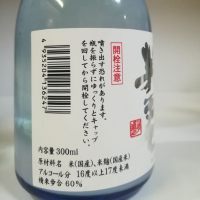 開栓注意
噴き出す恐れがあります。
瓶を振らずにゆっくりとキャップ
を回してから開栓してください。
4935204136247
●内容量 300ml
原材料名 米(国産)、米麹(国産米)
アルコール分 16度以上17度未満
精米歩合 60%